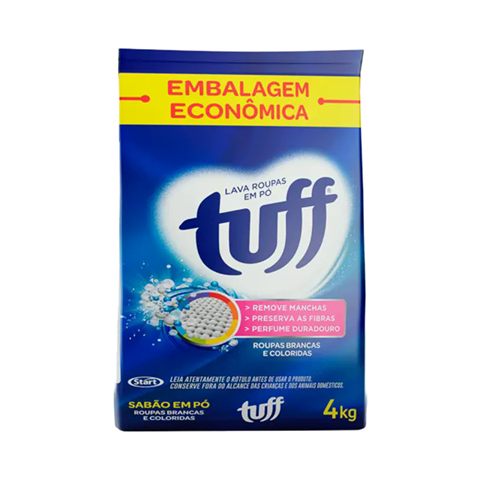 EMBALAGEM
ECONÔMICA
LAVA ROUPAS
EM PÓ
tuff
> REMOVE MANCHAS
> PRESERVA AS FIBRAS
> PERFUME DURADOURO
ROUPAS BRANCAS
E COLORIDAS
Start
LEIA ATENTAMENTE O RÓTULO ANTES DE USAR O PRODUTO.
CONSERVE FORA DO ALCANCE DAS CRIANÇAS E DOS ANIMAIS DOMÉSTICOS.
SABÃO EM PÓ
ROUPAS BRANCAS
E COLORIDAS
tuff
4kg